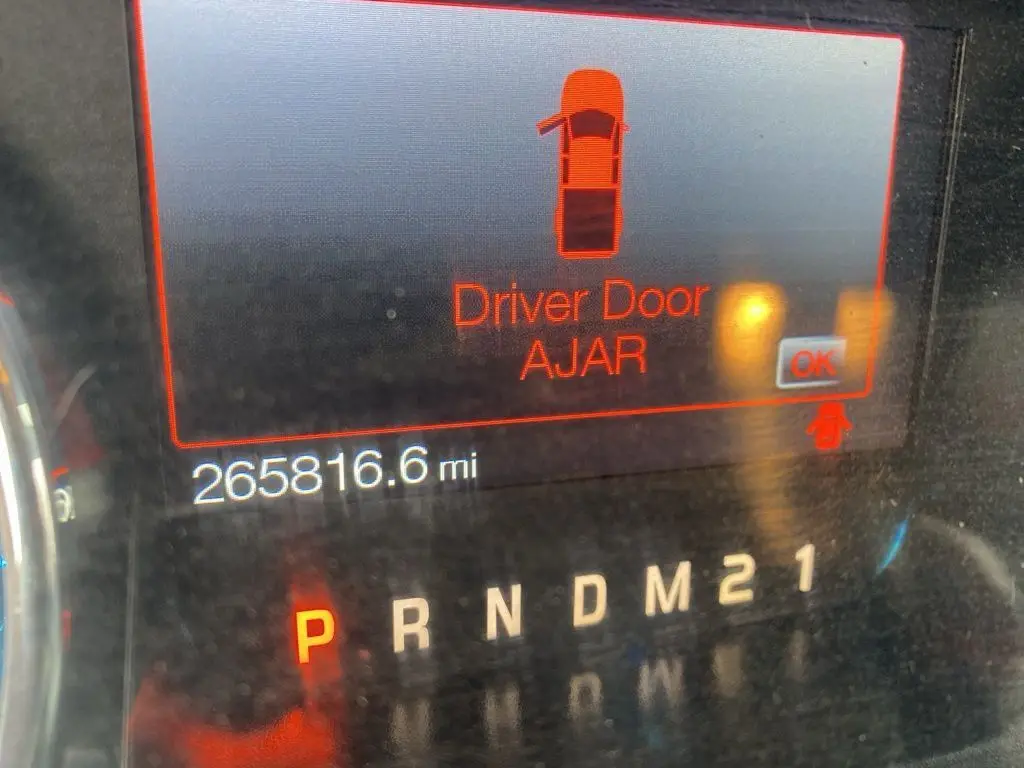 Driver Door
AJAR
OK
265816.6 mi
P R N D M 2 1